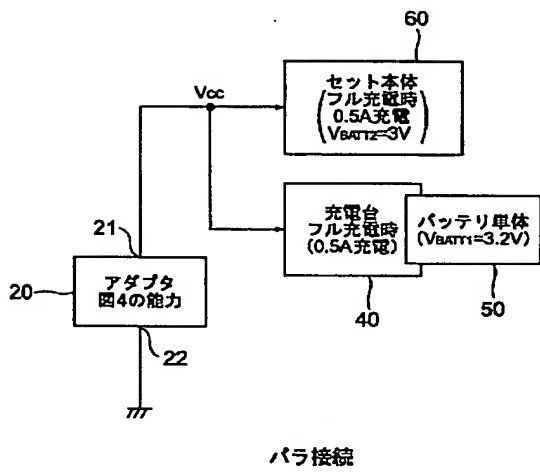 60
Vcc
セット本体
フル充電時
0.5A充電
VBATT2=3V
充電台
フル充電時
(0.5A充電)
バッテリ単体
(VBATT1=3.2V)
21
20
アダプタ
図4の能力
22
40
50
パラ接続